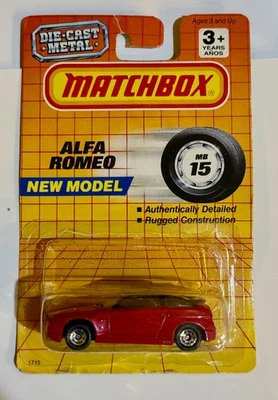 DIE-CAST
METAL
Ages 3 and Up
3+
YEARS
AÑOS
MATCHBOX
ALFA
ROMEO
NEW MODEL
MB
15
Authentically Detailed
Rugged Construction
1715